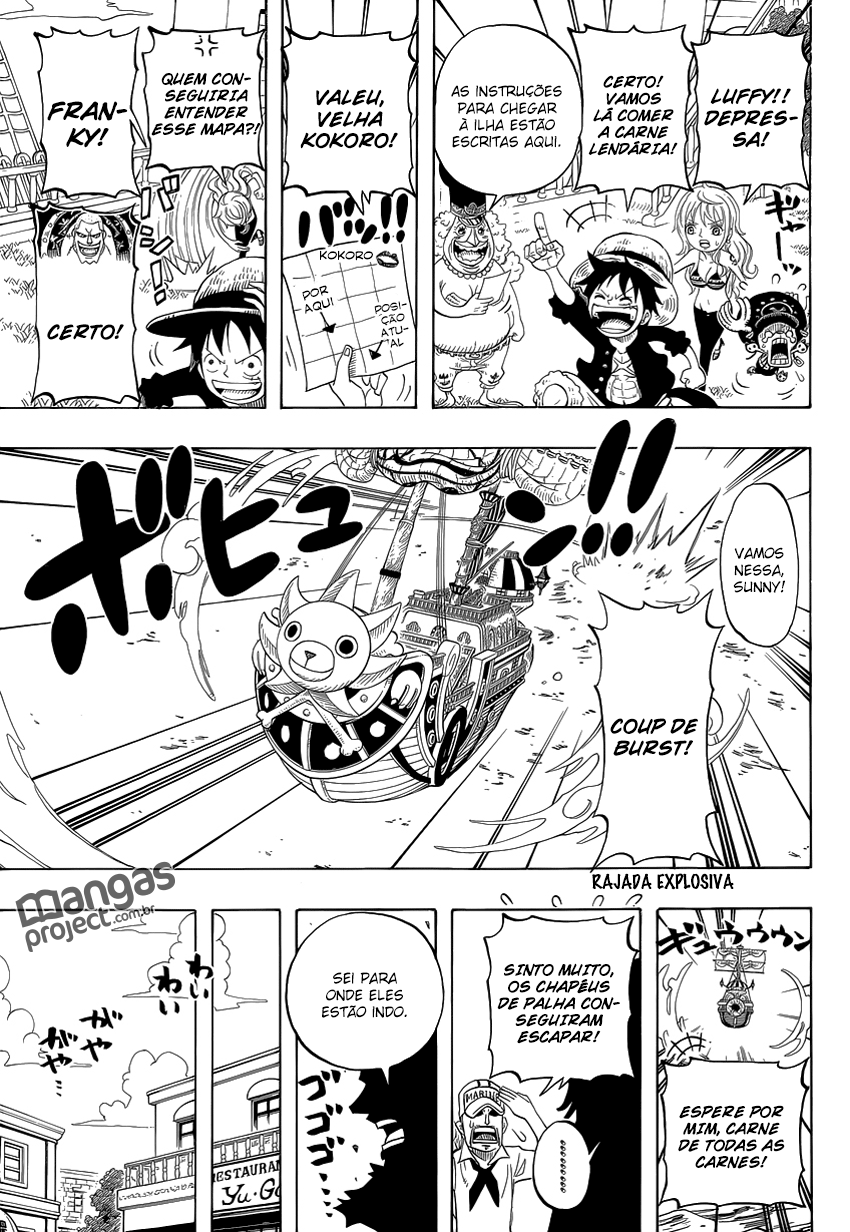 LUFFY!!
DEPRES-
SA!
CERTO!
VAMOS
LÁ COMER
A CARNE
LENDÁRIA!
AS INSTRUÇÕES
PARA CHEGAR
À ILHA ESTÃO
ESCRITAS AQUI.
ギャーッ
VALEU,
VELHA
KOKORO!
バッ!!
KOKORO
POR
AQUI
POSI-
ÇÃO
ATU-
AL
QUEM CON-
SEGUIRIA
ENTENDER
ESSE MAPA?!
FRAN-
KY!
バン!!
CERTO!
VAMOS
NESSA,
SUNNY!
COUP DE
BURST!
RAJADA EXPLOSIVA
ボヒュン!!
ギュウウウン
ESPERE POR
MIM, CARNE
DE TODAS AS
CARNES!
SINTO MUITO,
OS CHAPÉUS
DE PALHA CON-
SEGUIRAM
ESCAPAR!
MARINE
SEI PARA
ONDE ELES
ESTÃO INDO.
ゴゴゴゴ
わい
わい
がや
がや
RESTAURAN
Yu·Go
mangas
project.com.br